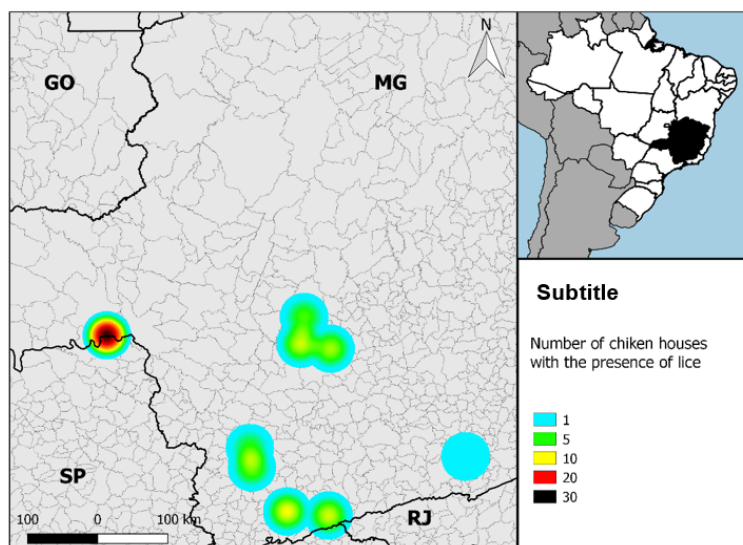 GO
MG
N
SP
RJ
100 0 100 km
Subtitle
Number of chiken houses
with the presence of lice
1
5
10
20
30